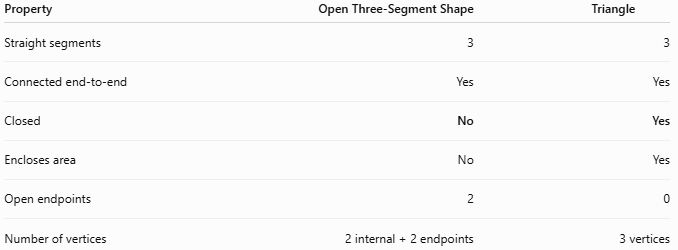 Property Open Three-Segment Shape Triangle
Straight segments 3 3
Connected end-to-end Yes Yes
Closed No Yes
Encloses area No Yes
Open endpoints 2 0
Number of vertices 2 internal + 2 endpoints 3 vertices